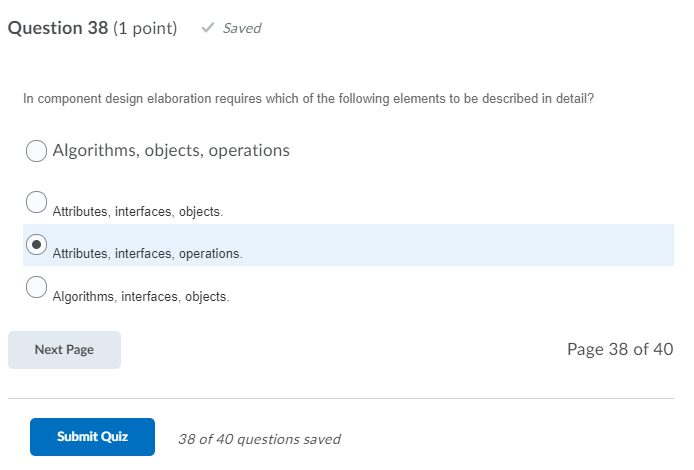 Question 38 (1 point) Saved
In component design elaboration requires which of the following elements to be described in detail?
Algorithms, objects, operations
Attributes, interfaces, objects.
Attributes, interfaces, operations.
Algorithms, interfaces, objects.
Next Page Page 38 of 40
Submit Quiz 38 of 40 questions saved